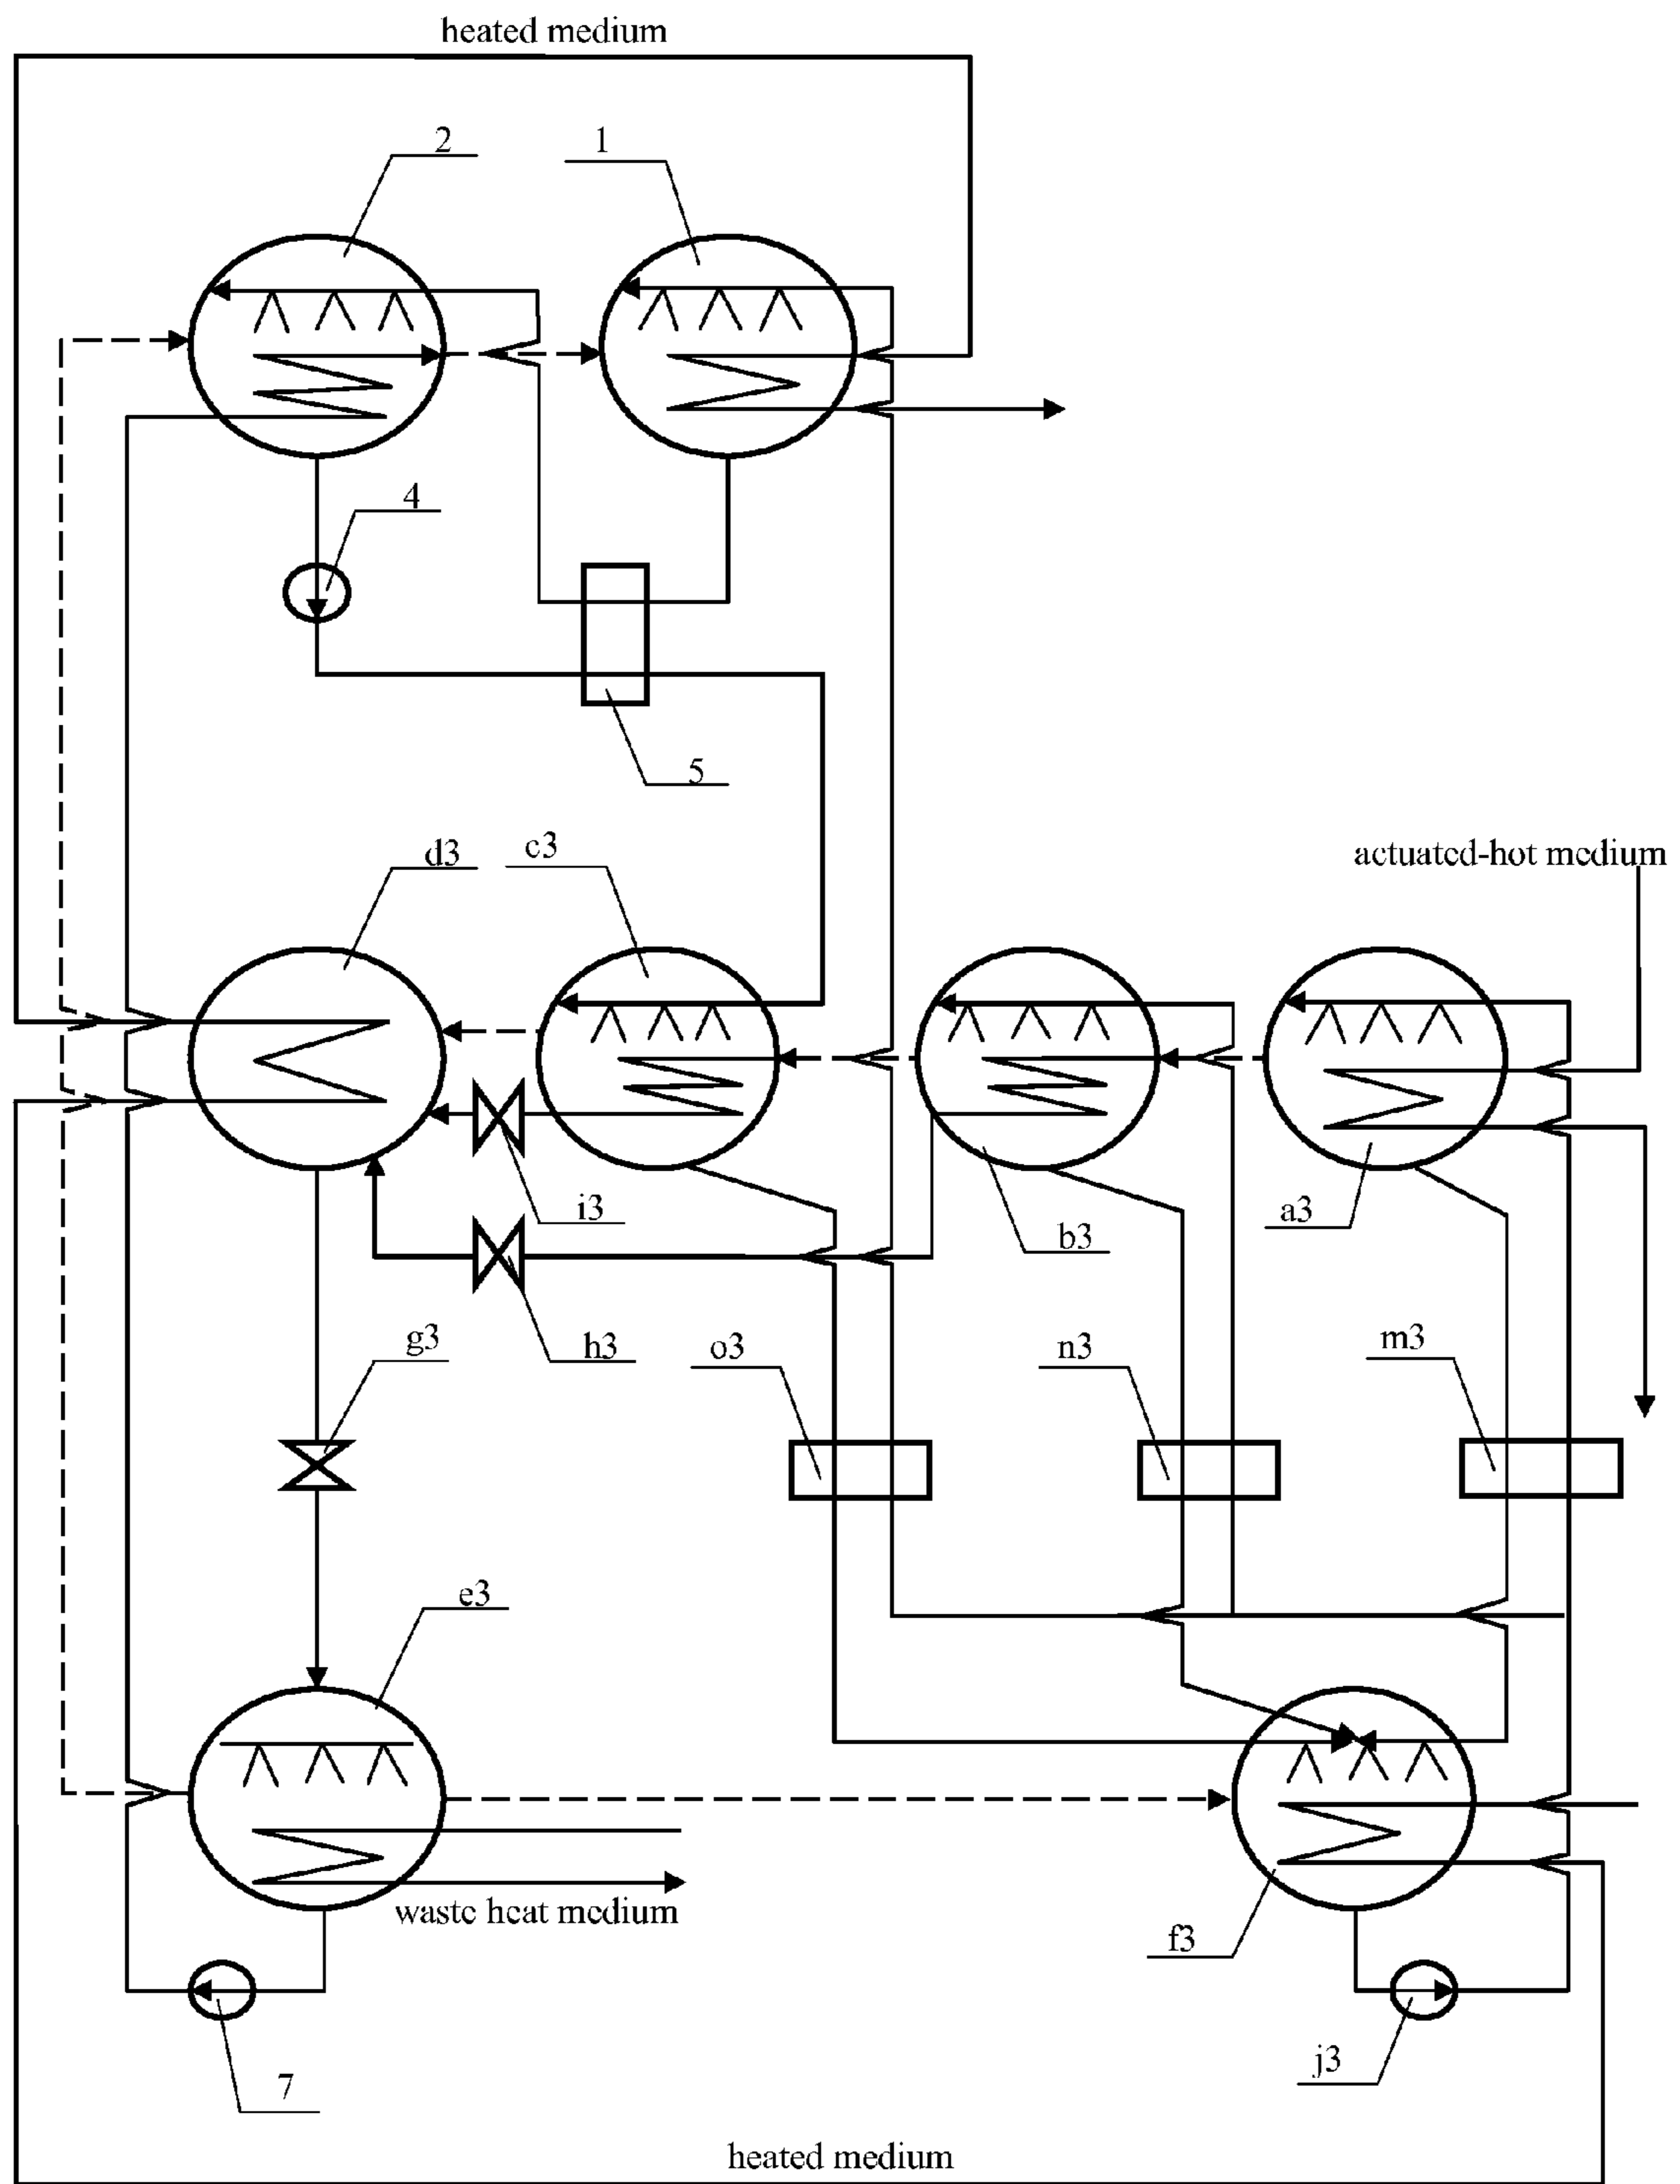 heated medium
2
1
4
5
d3
c3
actuated-hot medium
i3
b3
a3
g3
h3
o3
n3
m3
e3
waste heat medium
f3
7
j3
heated medium